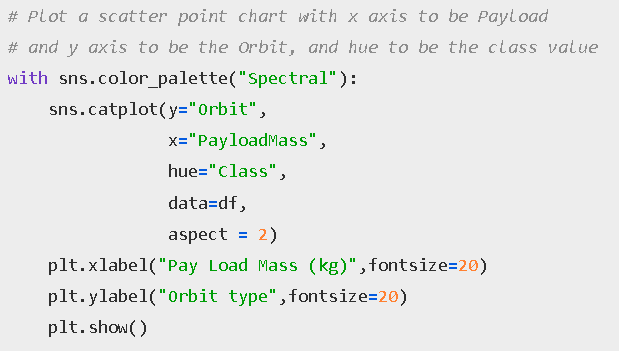 # Plot a scatter point chart with x axis to be Payload
# and y axis to be the Orbit, and hue to be the class value
with sns.color_palette("Spectral"):
    sns.catplot(y="Orbit",
                x="PayloadMass",
                hue="Class",
                data=df,
                aspect = 2)
    plt.xlabel("Pay Load Mass (kg)",fontsize=20)
    plt.ylabel("Orbit type",fontsize=20)
    plt.show()